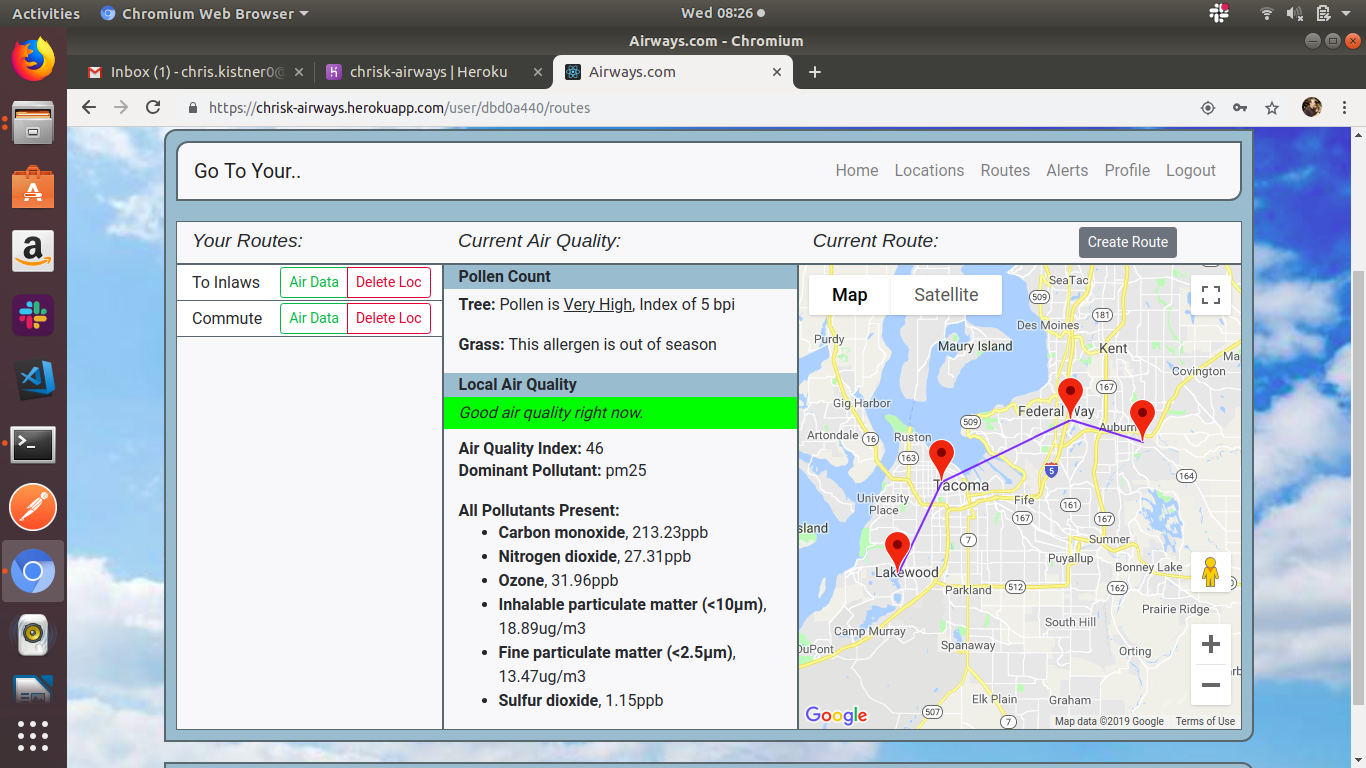 Activities
Chromium Web Browser
Wed 08:26
Airways.com - Chromium
Inbox (1) - chris.kistner0@
chrisk-airways | Heroku
Airways.com
https://chrisk-airways.herokuapp.com/user/dbd0a440/routes
Go To Your..
Home
Locations
Routes
Alerts
Profile
Logout
Your Routes:
Current Air Quality:
Current Route:
Create Route
To Inlaws
Air Data
Delete Loc
Commute
Air Data
Delete Loc
Pollen Count
Tree: Pollen is Very High, Index of 5 bpi
Grass: This allergen is out of season
Local Air Quality
Good air quality right now.
Air Quality Index: 46
Dominant Pollutant: pm25
All Pollutants Present:
Carbon monoxide, 213.23ppb
Nitrogen dioxide, 27.31ppb
Ozone, 31.96ppb
Inhalable particulate matter (<10µm),
18.89ug/m3
Fine particulate matter (<2.5µm),
13.47ug/m3
Sulfur dioxide, 1.15ppb
Map
Satellite
SeaTac
509
181
Des Moines
Purdy
Maury Island
Kent
Ma
Covington
167
Gig Harbor
Federal Way
Auburn
509
Artondale
16
Ruston
163
5
164
Tacoma
University
Place
Fife
161
167
167
sland
7
Sumner
Puyallup
Bonney Lake
Lakewood
Parkland
512
162
Prairie Ridge
South Hill
Camp Murray
DuPont
Spanaway
Orting
arb
Elk Plain
Graham
507
7
Google
Map data ©2019 Google
Terms of Use